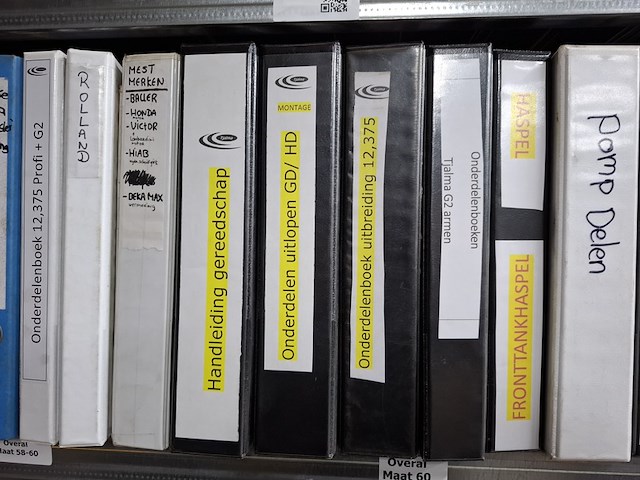 Onderdelenboek 12,375 Profi + G2
ROLLAND
MEST
MERKEN
-BAUER
-HONDA
-VICTOR
-HIAB
-DEKA MAX
Handleiding gereedschap
MONTAGE
Onderdelen uitlopen GD/ HD
Onderdelenboek uitbreiding 12,375
Onderdelenboeken
Tjalma G2 armen
HASPEL
FRONTTANKHASPEL
Pomp Delen
Overal
Maat 58-60
Overal
Maat 60